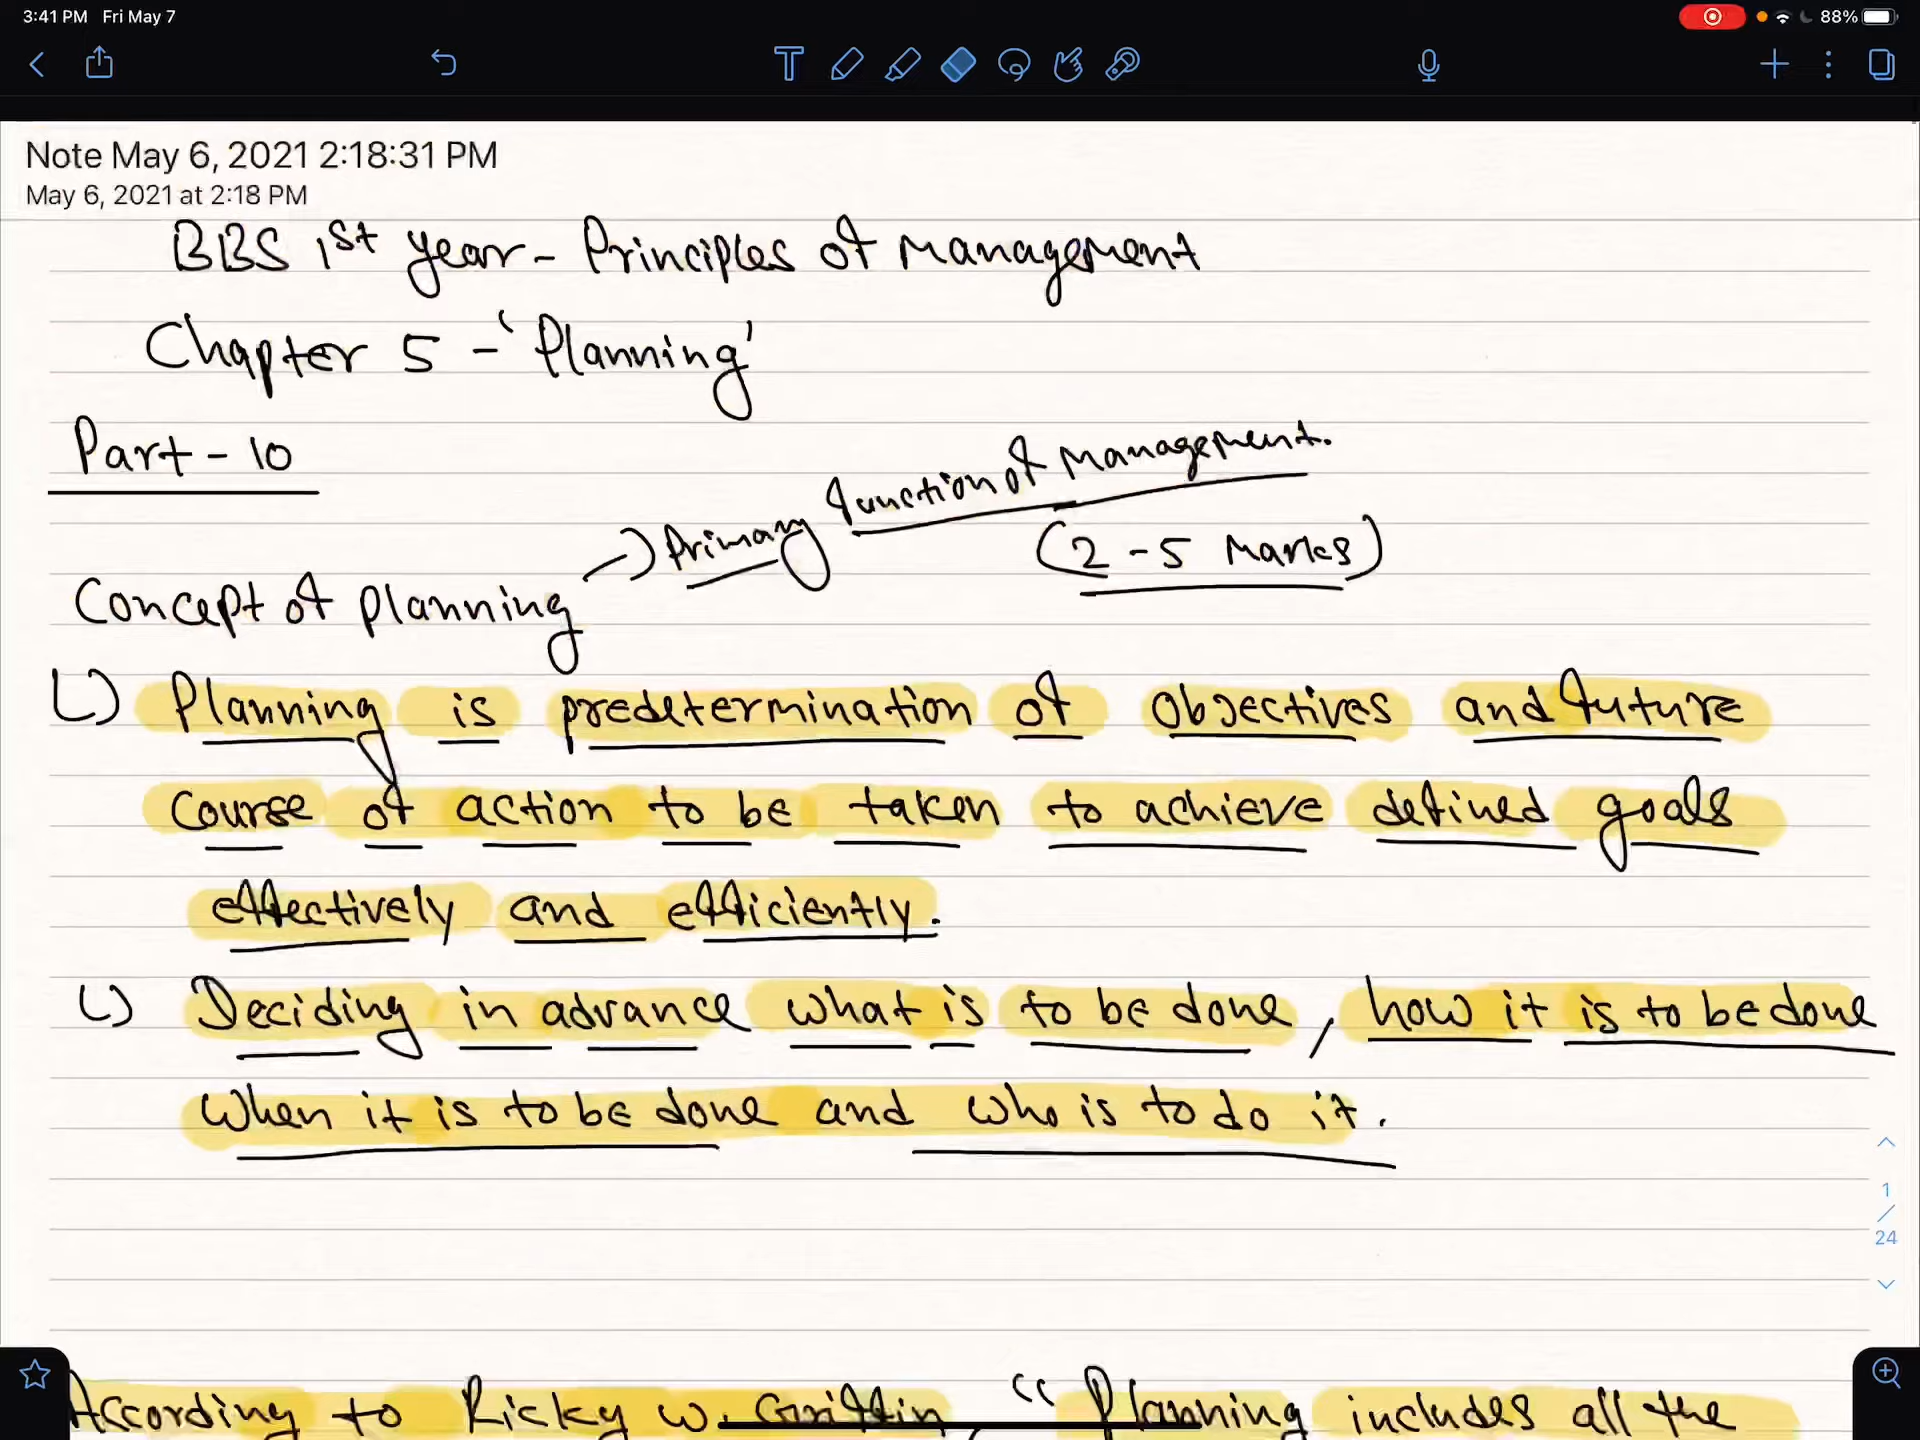 3:41 PM Fri May 7
88%
Note May 6, 2021 2:18:31 PM
May 6, 2021 at 2:18 PM
BBS 1st year - Principles of Management
Chapter 5 - 'Planning'
Part - 10
Primary function of Management.
(2 - 5 Marks)
Concept of planning
Planning is predetermination of objectives and future
course of action to be taken to achieve defined goals
effectively and efficiently.
Deciding in advance what is to be done, how it is to be done
When it is to be done and who is to do it.
1
/
24
According to Ricky W. Griffin, "Planning includes all the